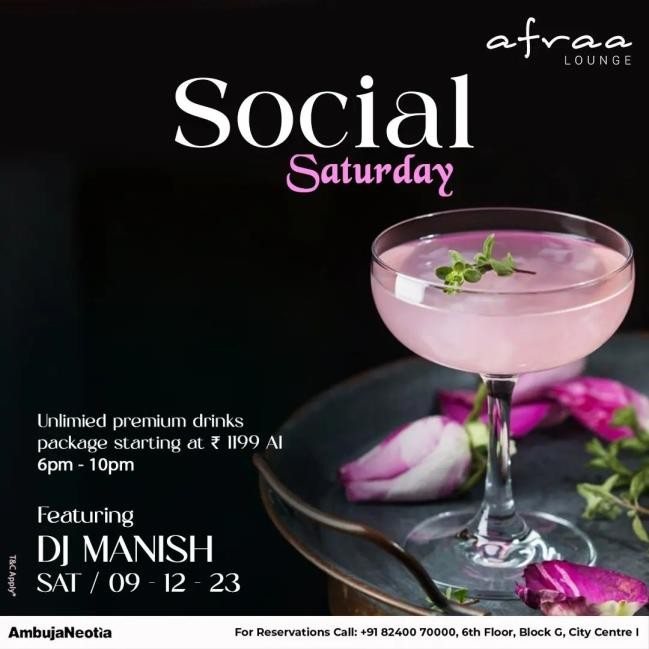 afraa
LOUNGE
Social
Saturday
Unlimied premium drinks
package starting at ₹ 1199 AI
6pm - 10pm
Featuring
DJ MANISH
SAT / 09 - 12 - 23
T&C Apply*
AmbujaNeotia
For Reservations Call: +91 82400 70000, 6th Floor, Block G, City Centre I